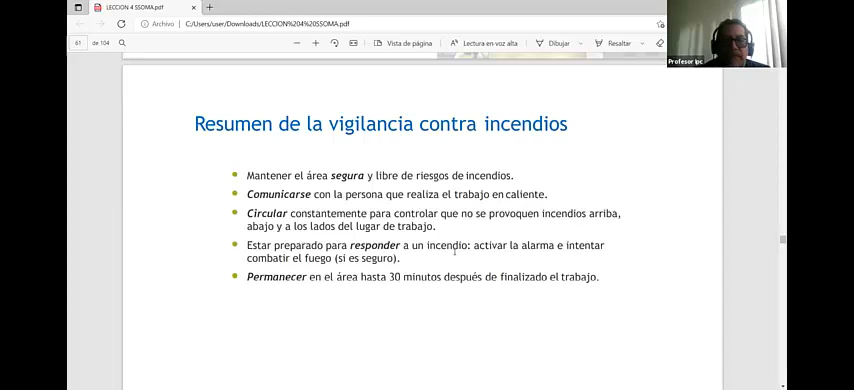 LECCION 4 SSOMA.pdf
Archivo
C:/Users/user/Downloads/LECCION%204%20SSOMA.pdf
61 de 104
Vista de página
Lectura en voz alta
Dibujar
Resaltar
Profesor Ipc
Resumen de la vigilancia contra incendios
Mantener el área segura y libre de riesgos de incendios.
Comunicarse con la persona que realiza el trabajo en caliente.
Circular constantemente para controlar que no se provoquen incendios arriba,
abajo y a los lados del lugar de trabajo.
Estar preparado para responder a un incendio: activar la alarma e intentar
combatir el fuego (si es seguro).
Permanecer en el área hasta 30 minutos después de finalizado el trabajo.